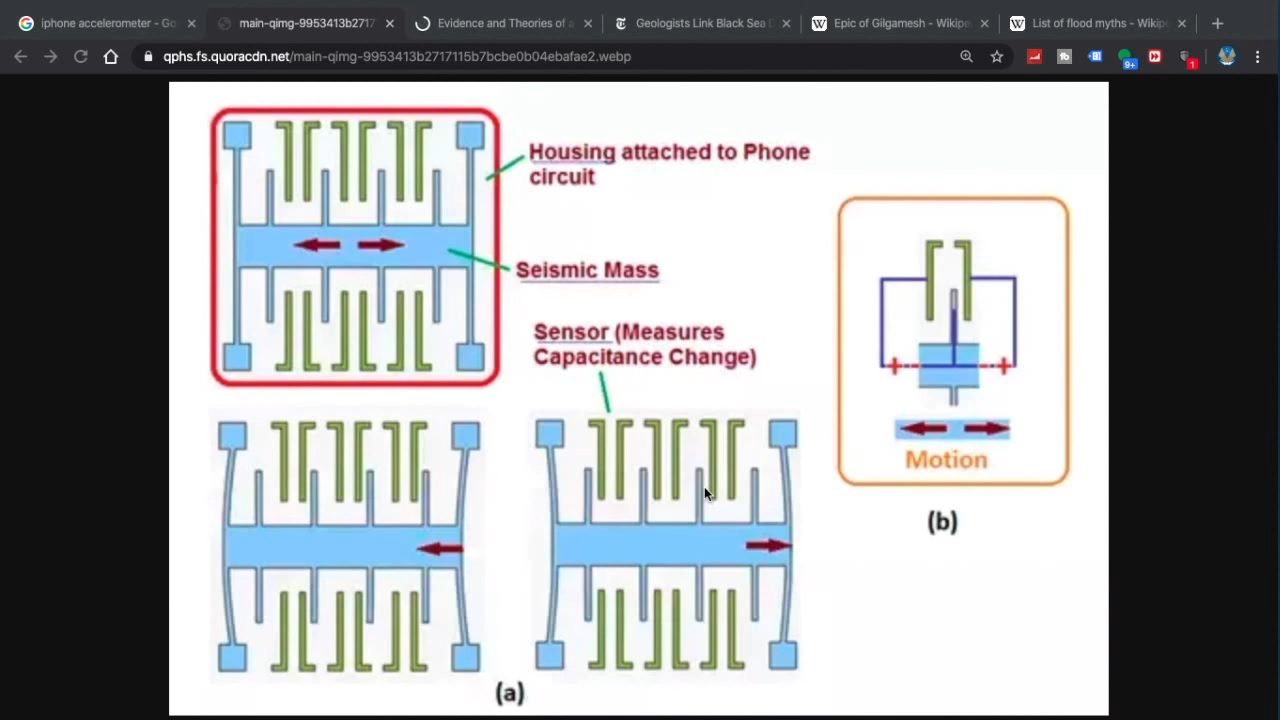 iphone accelerometer - Go
main-qimg-9953413b2717
Evidence and Theories of a
Geologists Link Black Sea D
Epic of Gilgamesh - Wikipe
List of flood myths - Wikip
qphs.fs.quoracdn.net/main-qimg-9953413b2717115b7bcbe0b04ebafae2.webp
9+
1
Housing attached to Phone
circuit
Seismic Mass
Sensor (Measures
Capacitance Change)
+ +
Motion
(b)
(a)